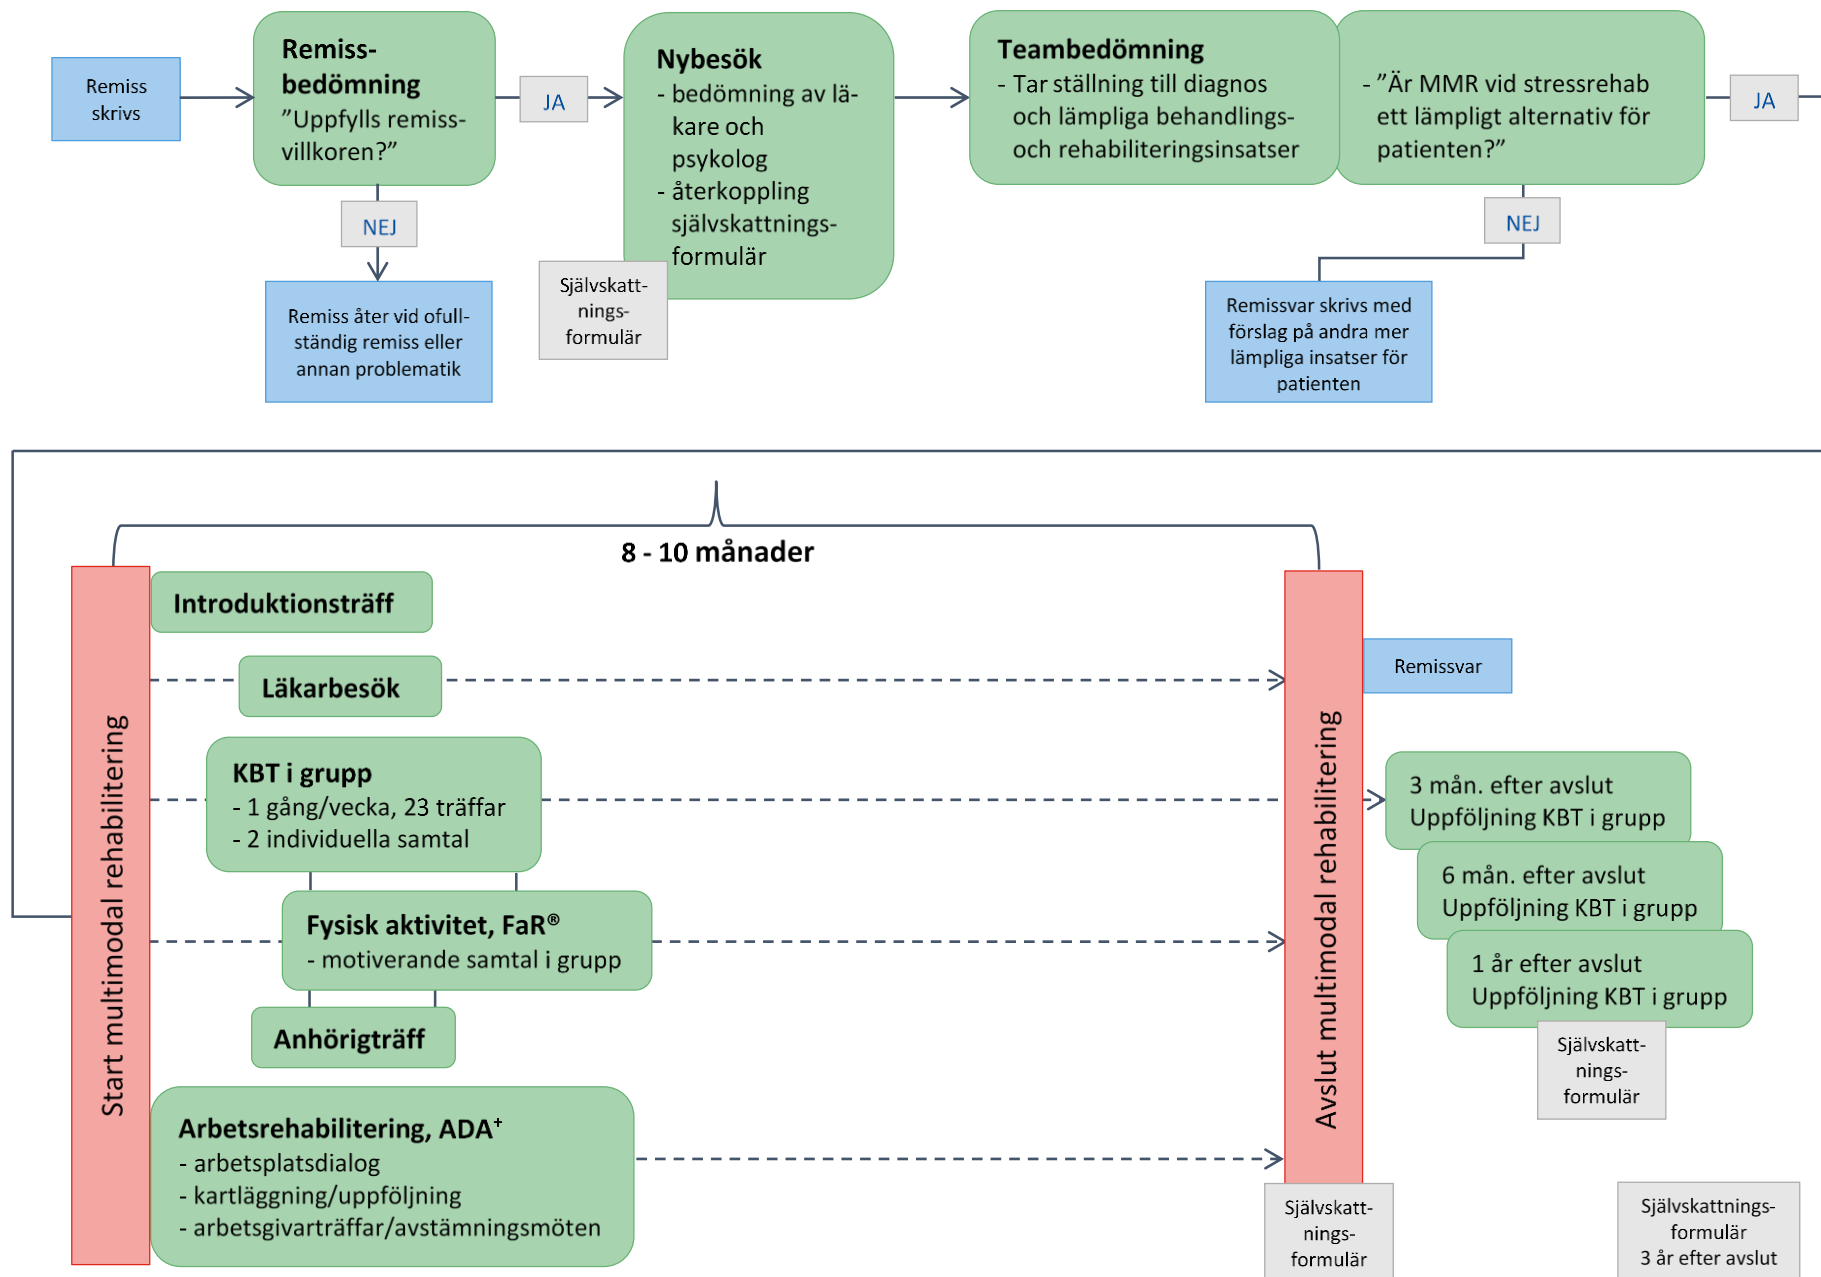 Remiss
skrivs
Remiss-
bedömning
”Uppfylls remiss-
villkoren?”
JA
NEJ
Remiss åter vid ofull-
ständig remiss eller
annan problematik
Nybesök
- bedömning av lä-
kare och
psykolog
- återkoppling
självskattnings-
formulär
Självskatt-
nings-
formulär
Teambedömning
- Tar ställning till diagnos
och lämpliga behandlings-
och rehabiliteringsinsatser
- ”Är MMR vid stressrehab
ett lämpligt alternativ för
patienten?”
JA
NEJ
Remissvar skrivs med
förslag på andra mer
lämpliga insatser för
patienten
8 - 10 månader
Start multimodal rehabilitering
Introduktionsträff
Läkarbesök
KBT i grupp
- 1 gång/vecka, 23 träffar
- 2 individuella samtal
Fysisk aktivitet, FaR®
- motiverande samtal i grupp
Anhörigträff
Arbetsrehabilitering, ADA⁺
- arbetsplatsdialog
- kartläggning/uppföljning
- arbetsgivarträffar/avstämningsmöten
Avslut multimodal rehabilitering
Självskatt-
nings-
formulär
Remissvar
3 mån. efter avslut
Uppföljning KBT i grupp
6 mån. efter avslut
Uppföljning KBT i grupp
1 år efter avslut
Uppföljning KBT i grupp
Självskatt-
nings-
formulär
Självskattnings-
formulär
3 år efter avslut